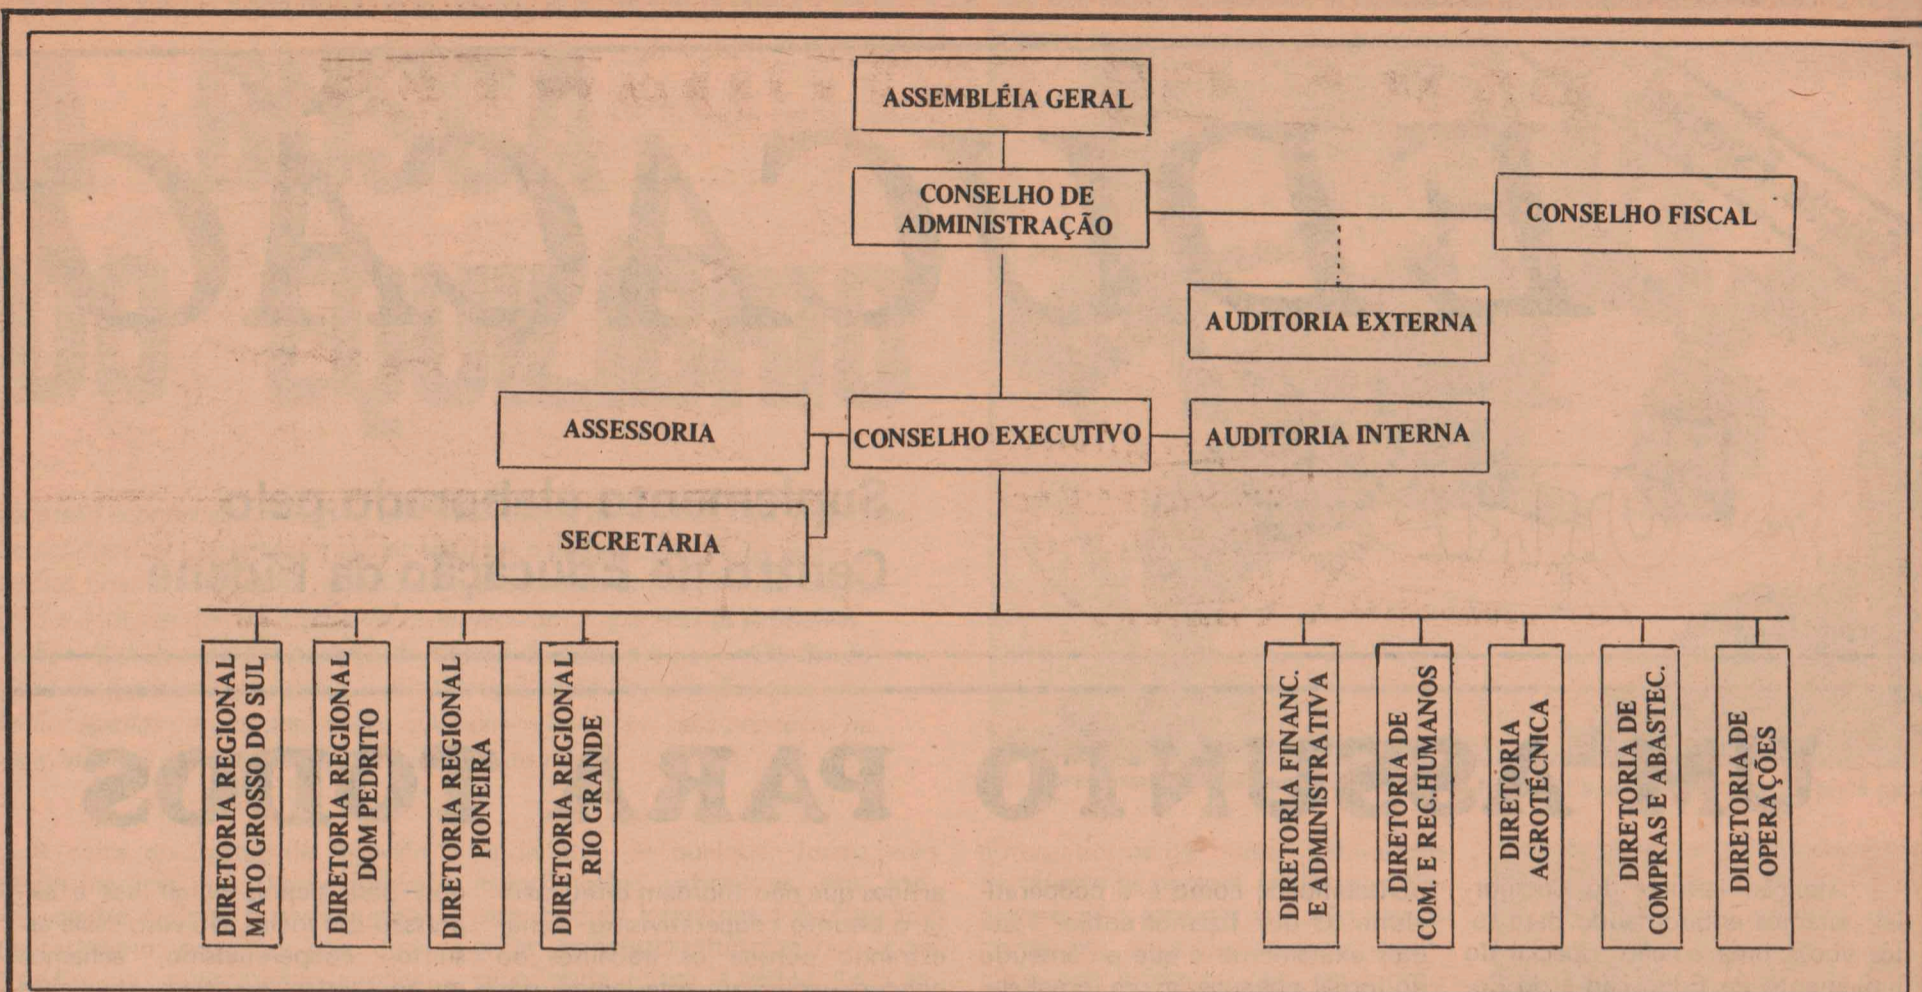 ASSEMBLÉIA GERAL
CONSELHO DE
ADMINISTRAÇÃO
CONSELHO FISCAL
AUDITORIA EXTERNA
ASSESSORIA
CONSELHO EXECUTIVO
AUDITORIA INTERNA
SECRETARIA
DIRETORIA REGIONAL
MATO GROSSO DO SUL
DIRETORIA REGIONAL
DOM PEDRITO
DIRETORIA REGIONAL
PIONEIRA
DIRETORIA REGIONAL
RIO GRANDE
DIRETORIA FINANC.
E ADMINISTRATIVA
DIRETORIA DE
COM. E REC. HUMANOS
DIRETORIA
AGROTÉCNICA
DIRETORIA DE
COMPRAS E ABASTEC.
DIRETORIA DE
OPERAÇÕES